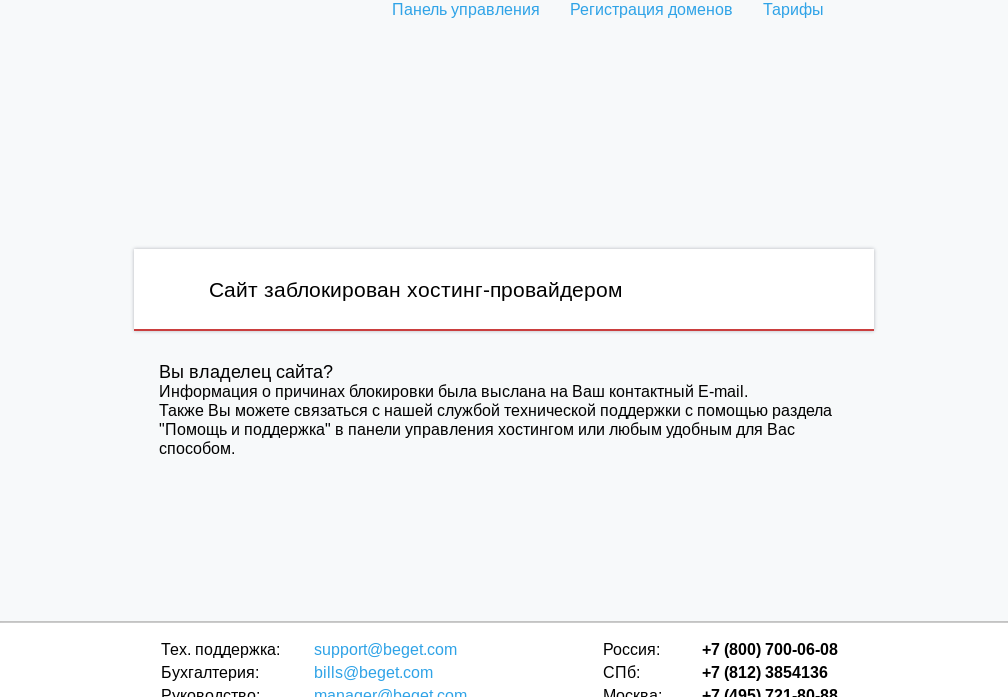 Панель управления Регистрация доменов Тарифы
Сайт заблокирован хостинг-провайдером
Вы владелец сайта?
Информация о причинах блокировки была выслана на Ваш контактный E-mail.
Также Вы можете связаться с нашей службой технической поддержки с помощью раздела
"Помощь и поддержка" в панели управления хостингом или любым удобным для Вас
способом.
Тех. поддержка: support@beget.com Россия: +7 (800) 700-06-08
Бухгалтерия: bills@beget.com СПб: +7 (812) 3854136
Руководство: manager@beget.com Москва: +7 (495) 721-80-88